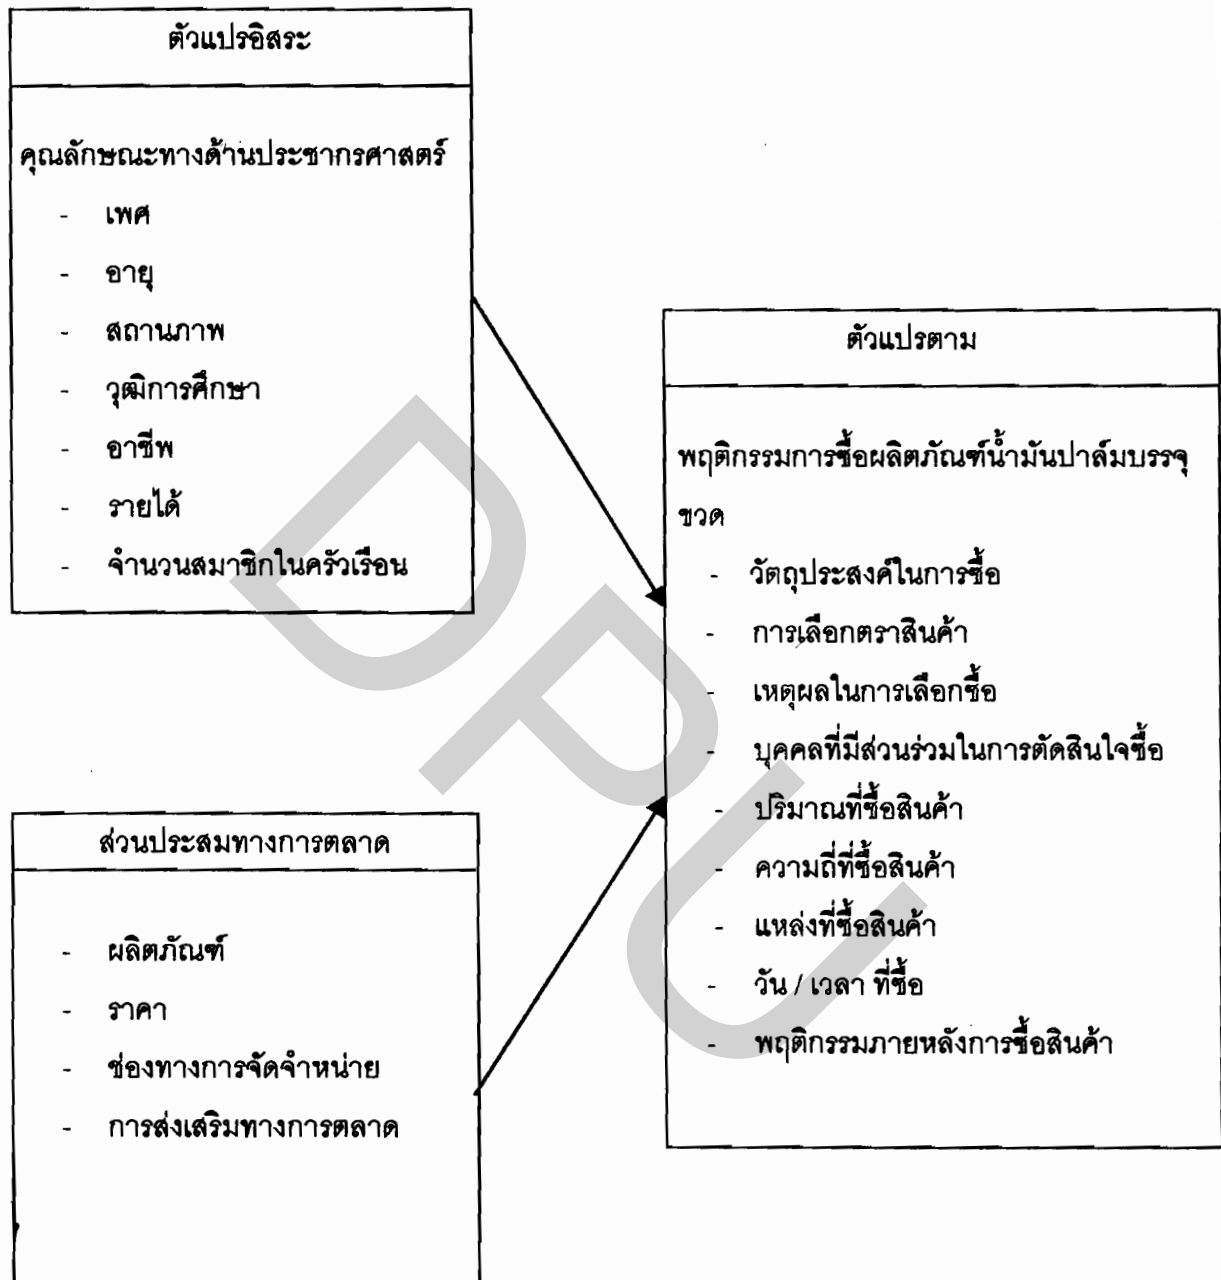 ตัวแปรอิสระ
คุณลักษณะทางด้านประชากรศาสตร์
- เพศ
- อายุ
- สถานภาพ
- วุฒิการศึกษา
- อาชีพ
- รายได้
- จำนวนสมาชิกในครัวเรือน
ส่วนประสมทางการตลาด
- ผลิตภัณฑ์
- ราคา
- ช่องทางการจัดจำหน่าย
- การส่งเสริมทางการตลาด
ตัวแปรตาม
พฤติกรรมการซื้อผลิตภัณฑ์น้ำมันปาล์มบรรจุ
ขวด
- วัตถุประสงค์ในการซื้อ
- การเลือกตราสินค้า
- เหตุผลในการเลือกซื้อ
- บุคคลที่มีส่วนร่วมในการตัดสินใจซื้อ
- ปริมาณที่ซื้อสินค้า
- ความถี่ที่ซื้อสินค้า
- แหล่งที่ซื้อสินค้า
- วัน / เวลา ที่ซื้อ
- พฤติกรรมภายหลังการซื้อสินค้า
DPU